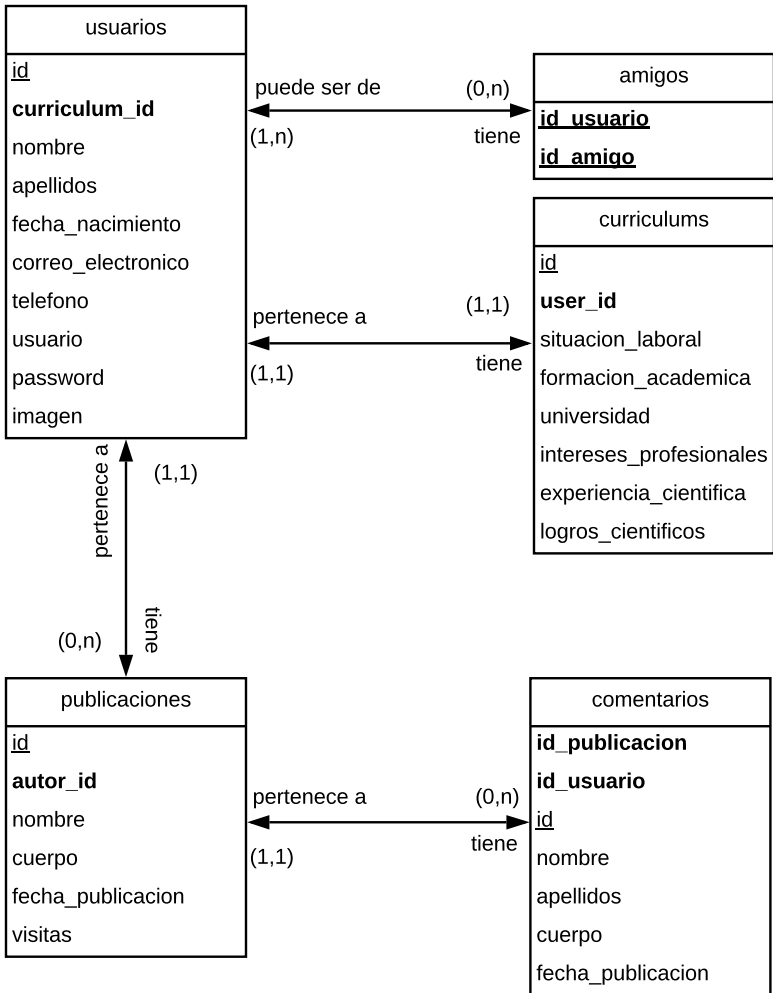 usuarios
id
curriculum_id
nombre
apellidos
fecha_nacimiento
correo_electronico
telefono
usuario
password
imagen
puede ser de
(0,n)
(1,n)
tiene
amigos
id_usuario
id_amigo
pertenece a
(1,1)
(1,1)
tiene
curriculums
id
user_id
situacion_laboral
formacion_academica
universidad
intereses_profesionales
experiencia_cientifica
logros_cientificos
pertenece a
(1,1)
(0,n)
tiene
publicaciones
id
autor_id
nombre
cuerpo
fecha_publicacion
visitas
pertenece a
(0,n)
(1,1)
tiene
comentarios
id_publicacion
id_usuario
id
nombre
apellidos
cuerpo
fecha_publicacion